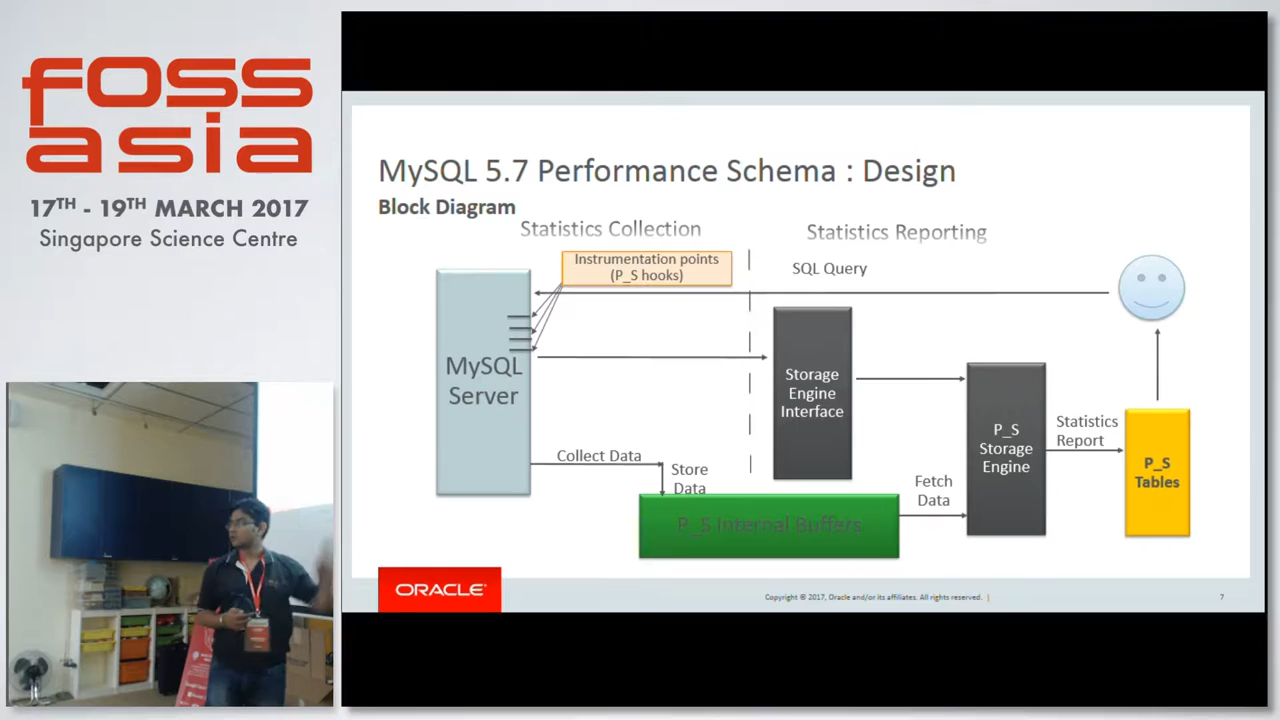 foss
asia
17TH - 19TH MARCH 2017
Singapore Science Centre
MySQL 5.7 Performance Schema : Design
Block Diagram
Statistics Collection
Statistics Reporting
Instrumentation points
(P_S hooks)
SQL Query
MySQL
Server
Storage
Engine
Interface
P_S
Storage
Engine
Statistics
Report
P_S
Tables
Collect Data
Store
Data
Fetch
Data
P_S Internal Buffers
ORACLE®
Copyright © 2017, Oracle and/or its affiliates. All rights reserved. |
7